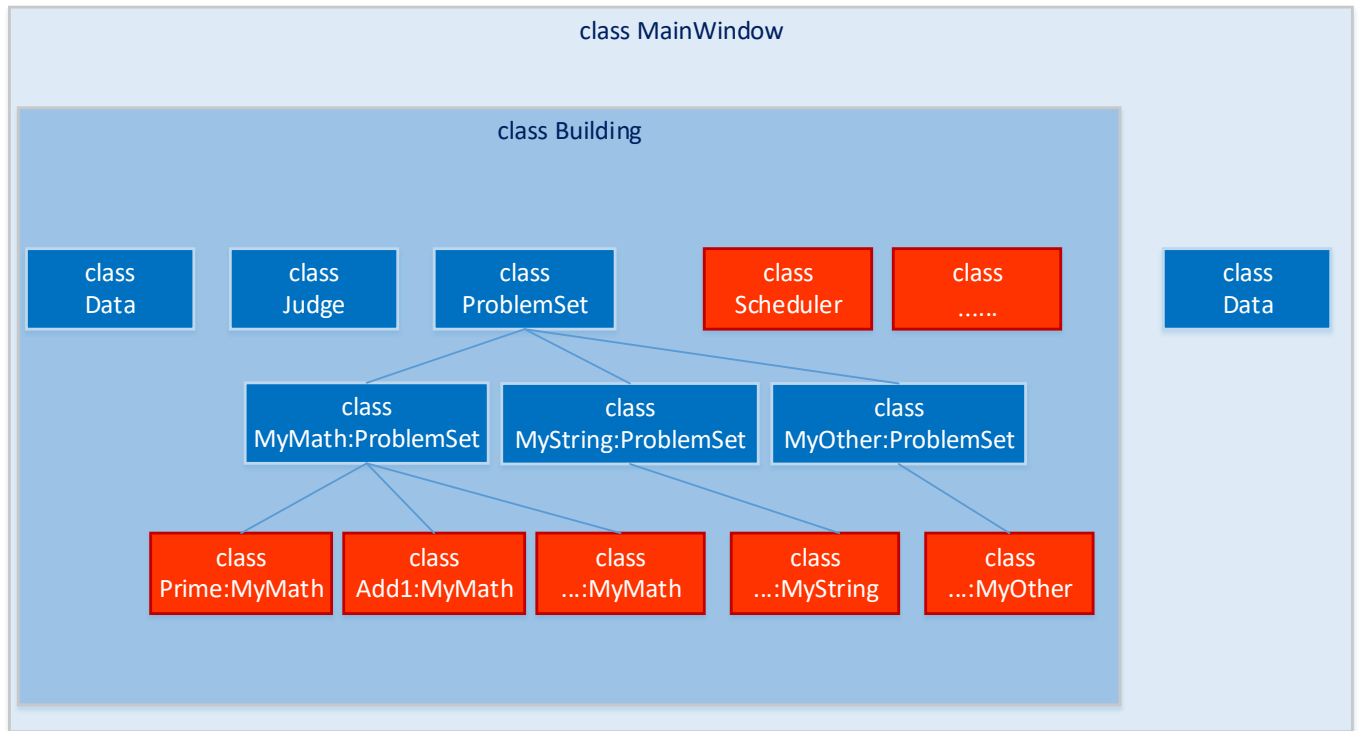 class MainWindow
class Building
class
Data
class
Judge
class
ProblemSet
class
Scheduler
class
......
class
Data
class
MyMath:ProblemSet
class
MyString:ProblemSet
class
MyOther:ProblemSet
class
Prime:MyMath
class
Add1:MyMath
class
...:MyMath
class
...:MyString
class
...:MyOther